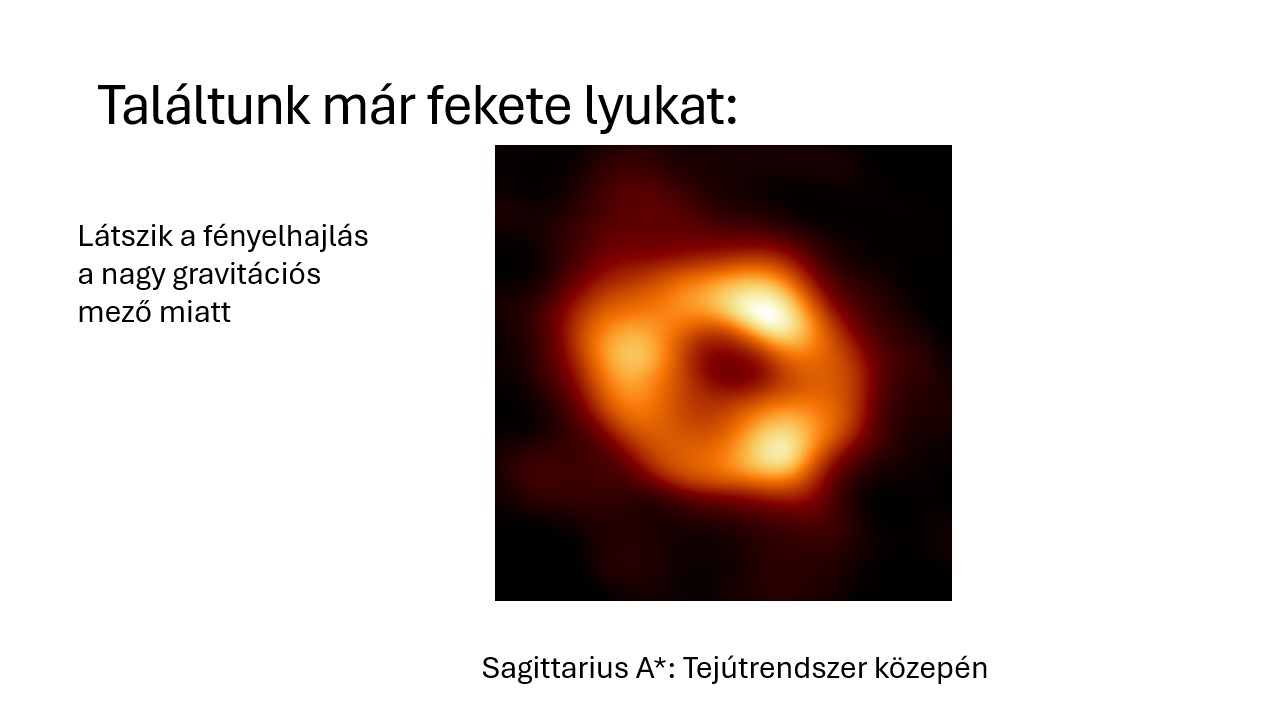 Találtunk már fekete lyukat:
Látszik a fényelhajlás
a nagy gravitációs
mező miatt
Sagittarius A*: Tejútrendszer közepén